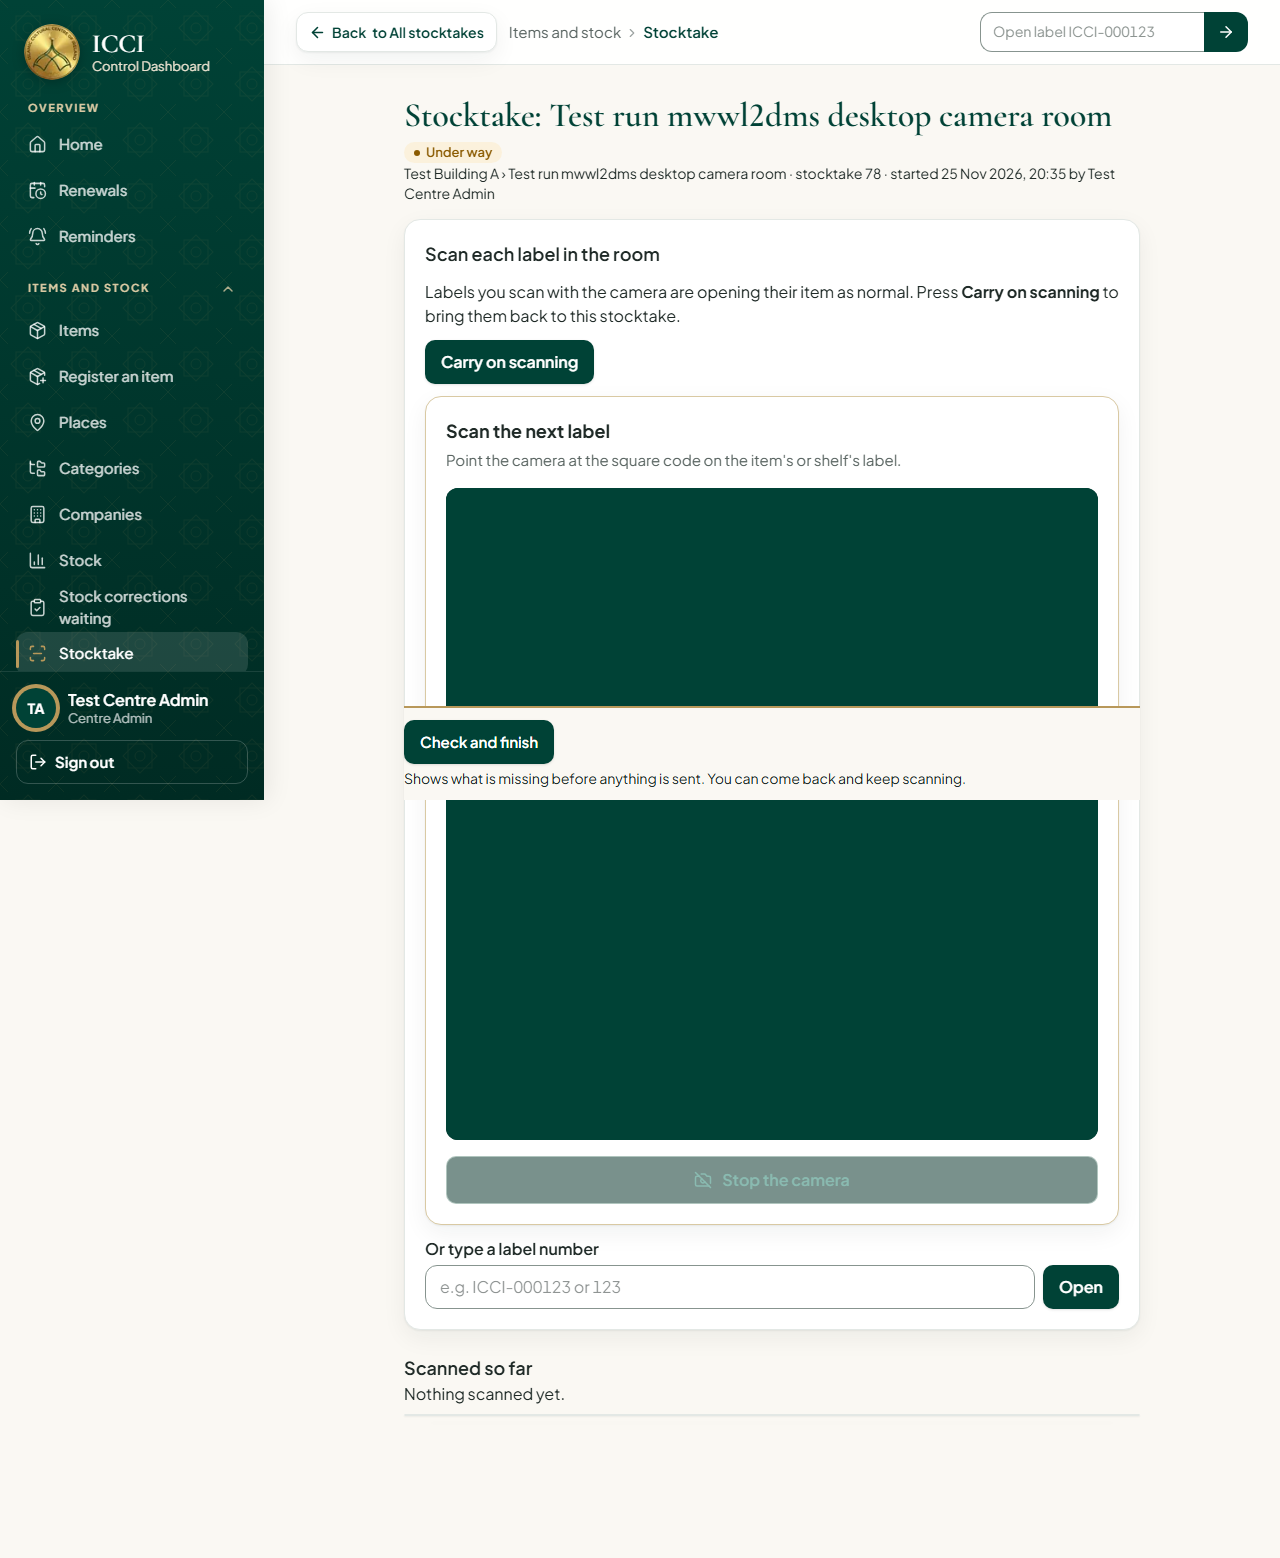 ICCI
Control Dashboard
OVERVIEW
Home
Renewals
Reminders
ITEMS AND STOCK
Items
Register an item
Places
Categories
Companies
Stock
Stock corrections
waiting
Stocktake
TA
Test Centre Admin
Centre Admin
Sign out
Back to All stocktakes
Items and stock › Stocktake
Open label ICCI-000123
Stocktake: Test run mwwl2dms desktop camera room
Under way
Test Building A › Test run mwwl2dms desktop camera room · stocktake 78 · started 25 Nov 2026, 20:35 by Test
Centre Admin
Scan each label in the room
Labels you scan with the camera are opening their item as normal. Press Carry on scanning to
bring them back to this stocktake.
Carry on scanning
Scan the next label
Point the camera at the square code on the item's or shelf's label.
Check and finish
Shows what is missing before anything is sent. You can come back and keep scanning.
Stop the camera
Or type a label number
e.g. ICCI-000123 or 123
Open
Scanned so far
Nothing scanned yet.